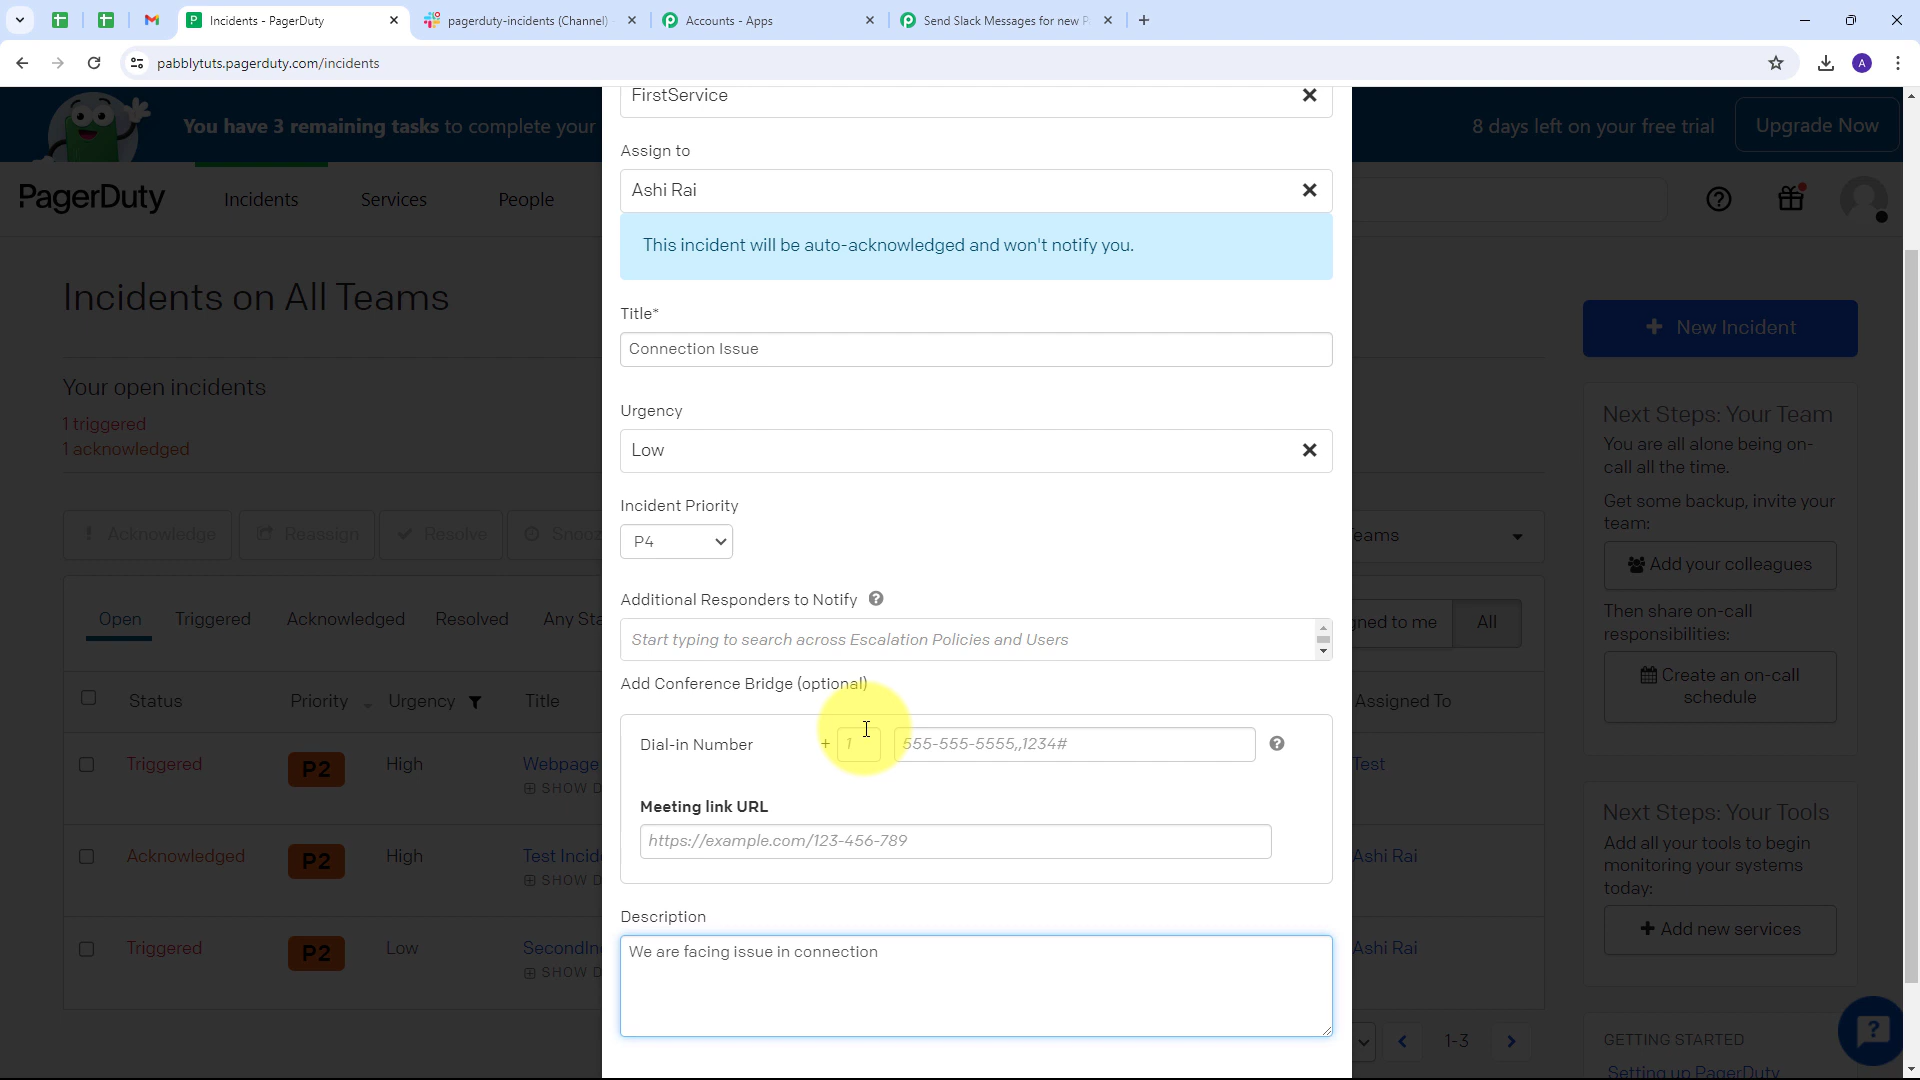 Incidents - PagerDuty
pagerduty-incidents (Channel)
Accounts - Apps
Send Slack Messages for new P
pabblytuts.pagerduty.com/incidents
A
You have 3 remaining tasks to complete your
8 days left on your free trial
Upgrade Now
PagerDuty
Incidents
Services
People
FirstService
Assign to
Ashi Rai
This incident will be auto-acknowledged and won't notify you.
Title*
Connection Issue
Urgency
Low
Incident Priority
P4
Additional Responders to Notify
Start typing to search across Escalation Policies and Users
Add Conference Bridge (optional)
Dial-in Number + 1 555-555-5555,,1234#
Meeting link URL
https://example.com/123-456-789
Description
We are facing issue in connection
Incidents on All Teams
New Incident
Your open incidents
1 triggered
1 acknowledged
Acknowledge
Reassign
Resolve
Snooz
eams
Open
Triggered
Acknowledged
Resolved
Any Sta
gned to me
All
Status
Priority
Urgency
Title
Assigned To
Triggered P2 High Webpage Test
SHOW D
Acknowledged P2 High Test Incid Ashi Rai
SHOW D
Triggered P2 Low SecondIn Ashi Rai
SHOW D
1-3
Next Steps: Your Team
You are all alone being on-
call all the time.
Get some backup, invite your
team:
Add your colleagues
Then share on-call
responsibilities:
Create an on-call
schedule
Next Steps: Your Tools
Add all your tools to begin
monitoring your systems
today:
Add new services
GETTING STARTED
Setting up PagerDuty